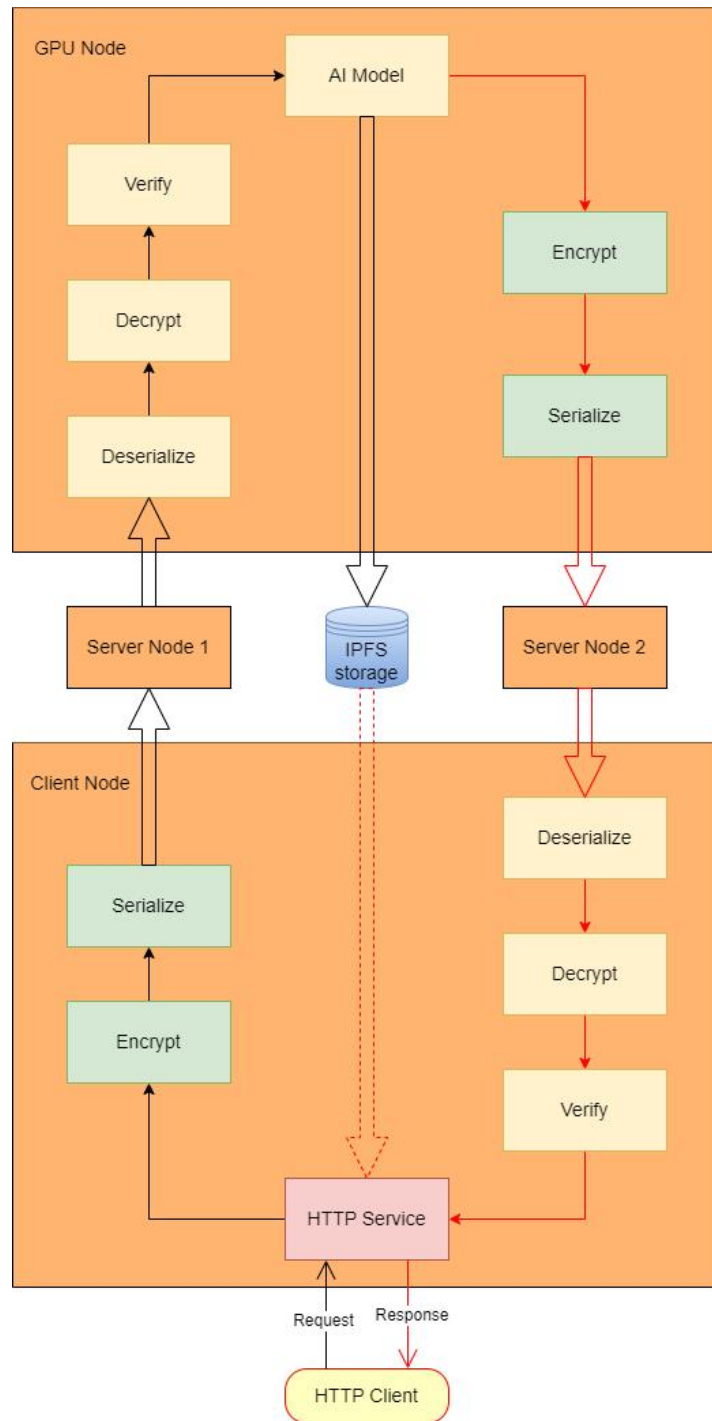 GPU Node
AI Model
Verify
Encrypt
Decrypt
Serialize
Deserialize
Server Node 1
IPFS
storage
Server Node 2
Client Node
Deserialize
Serialize
Decrypt
Encrypt
Verify
HTTP Service
Request
Response
HTTP Client